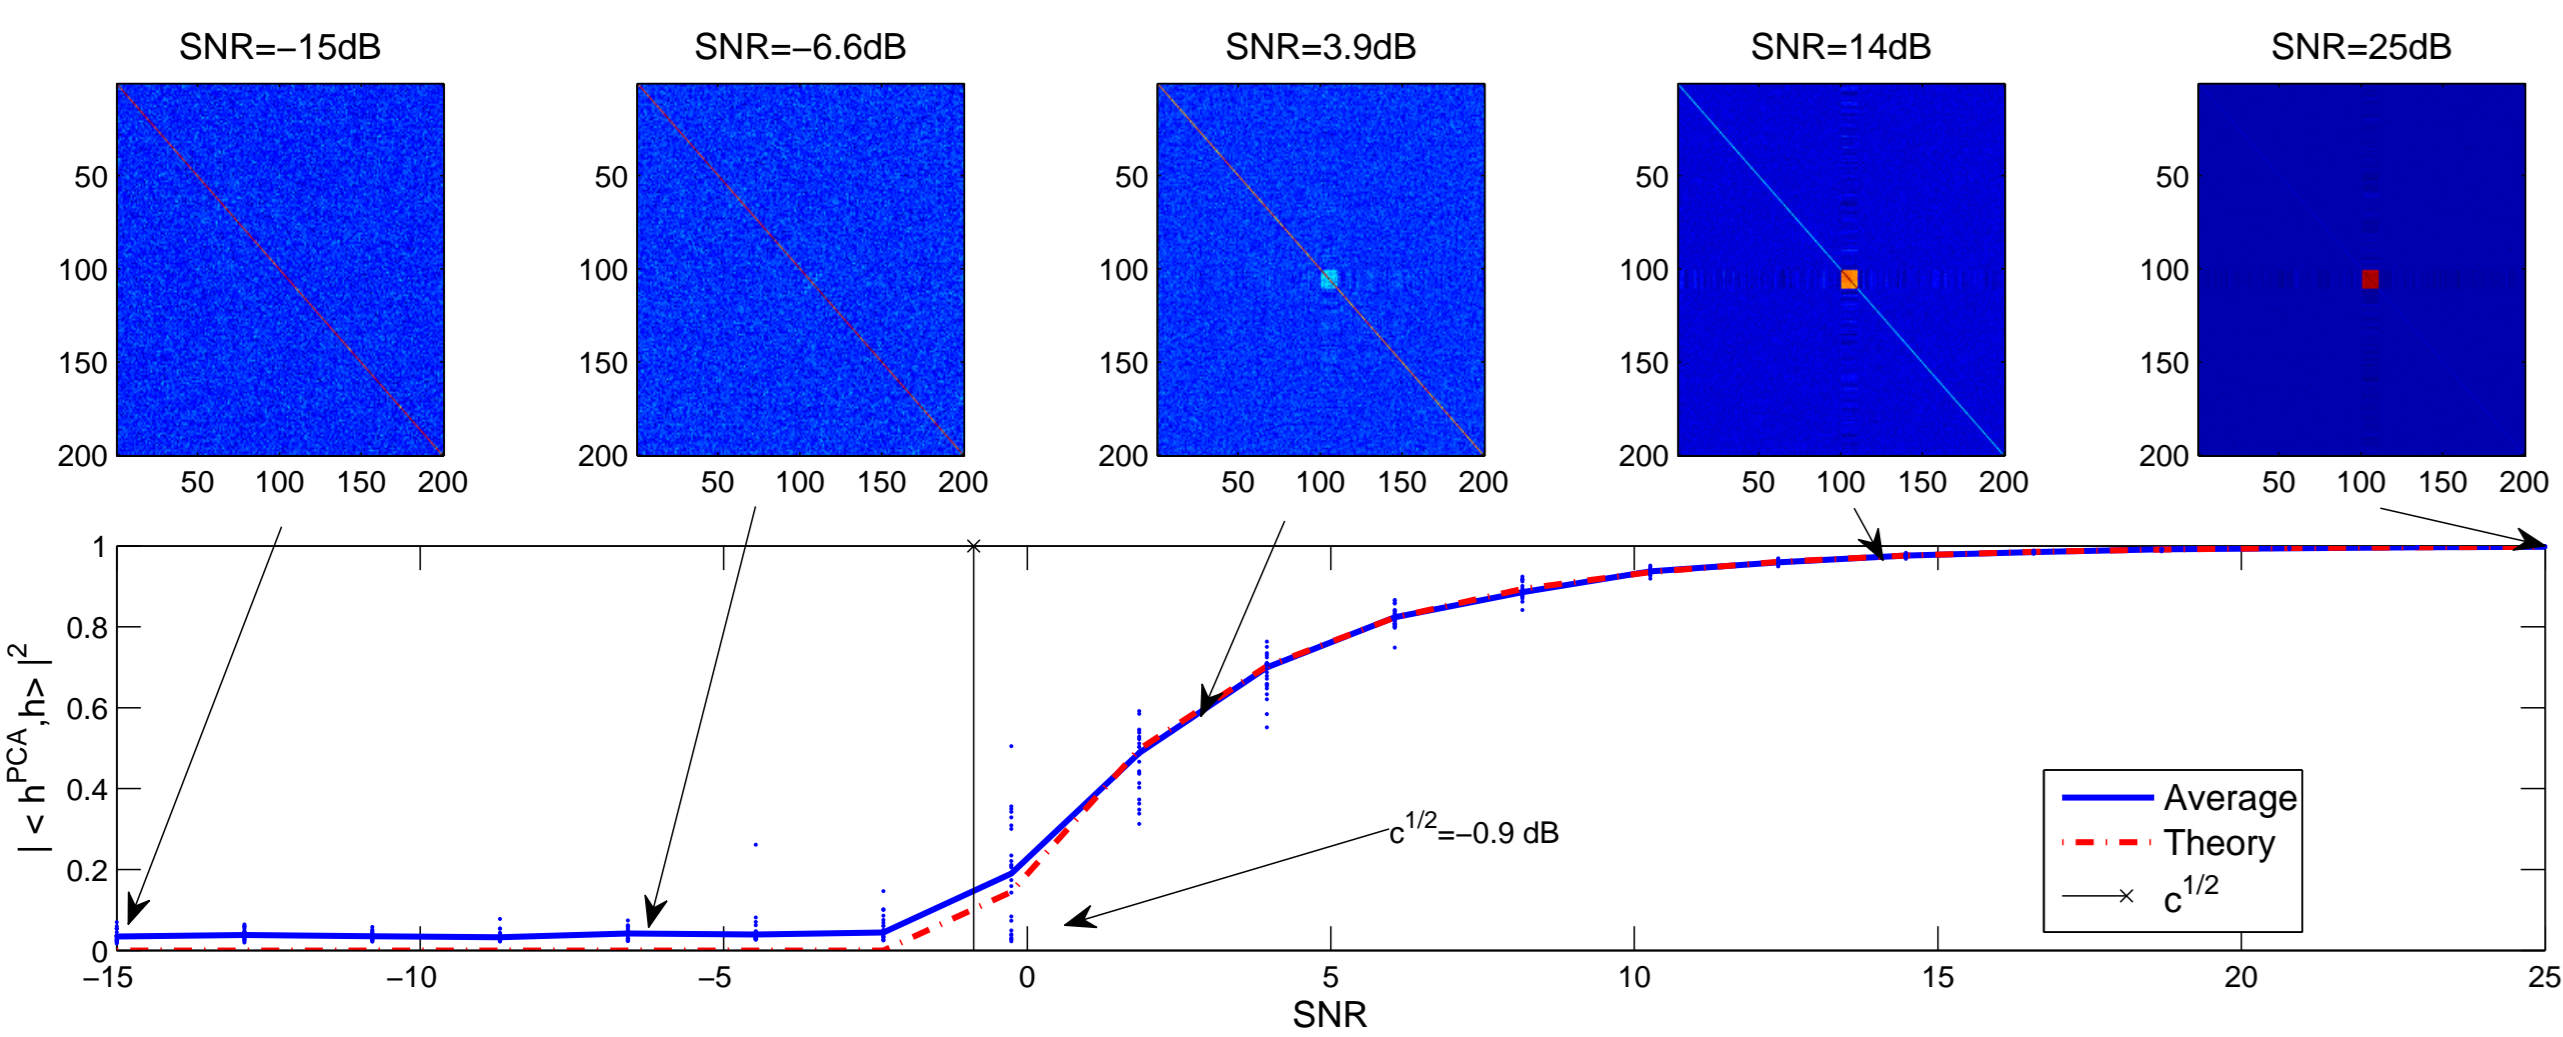 SNR=−15dB
SNR=−6.6dB
SNR=3.9dB
SNR=14dB
SNR=25dB
50
100
150
200
50 100 150 200
50
100
150
200
50 100 150 200
50
100
150
200
50 100 150 200
50
100
150
200
50 100 150 200
50
100
150
200
50 100 150 200
| < h^PCA,h> |^2
1
0.8
0.6
0.4
0.2
0
c^1/2=−0.9 dB
Average
Theory
c^1/2
−15 −10 −5 0 5 10 15 20 25
SNR